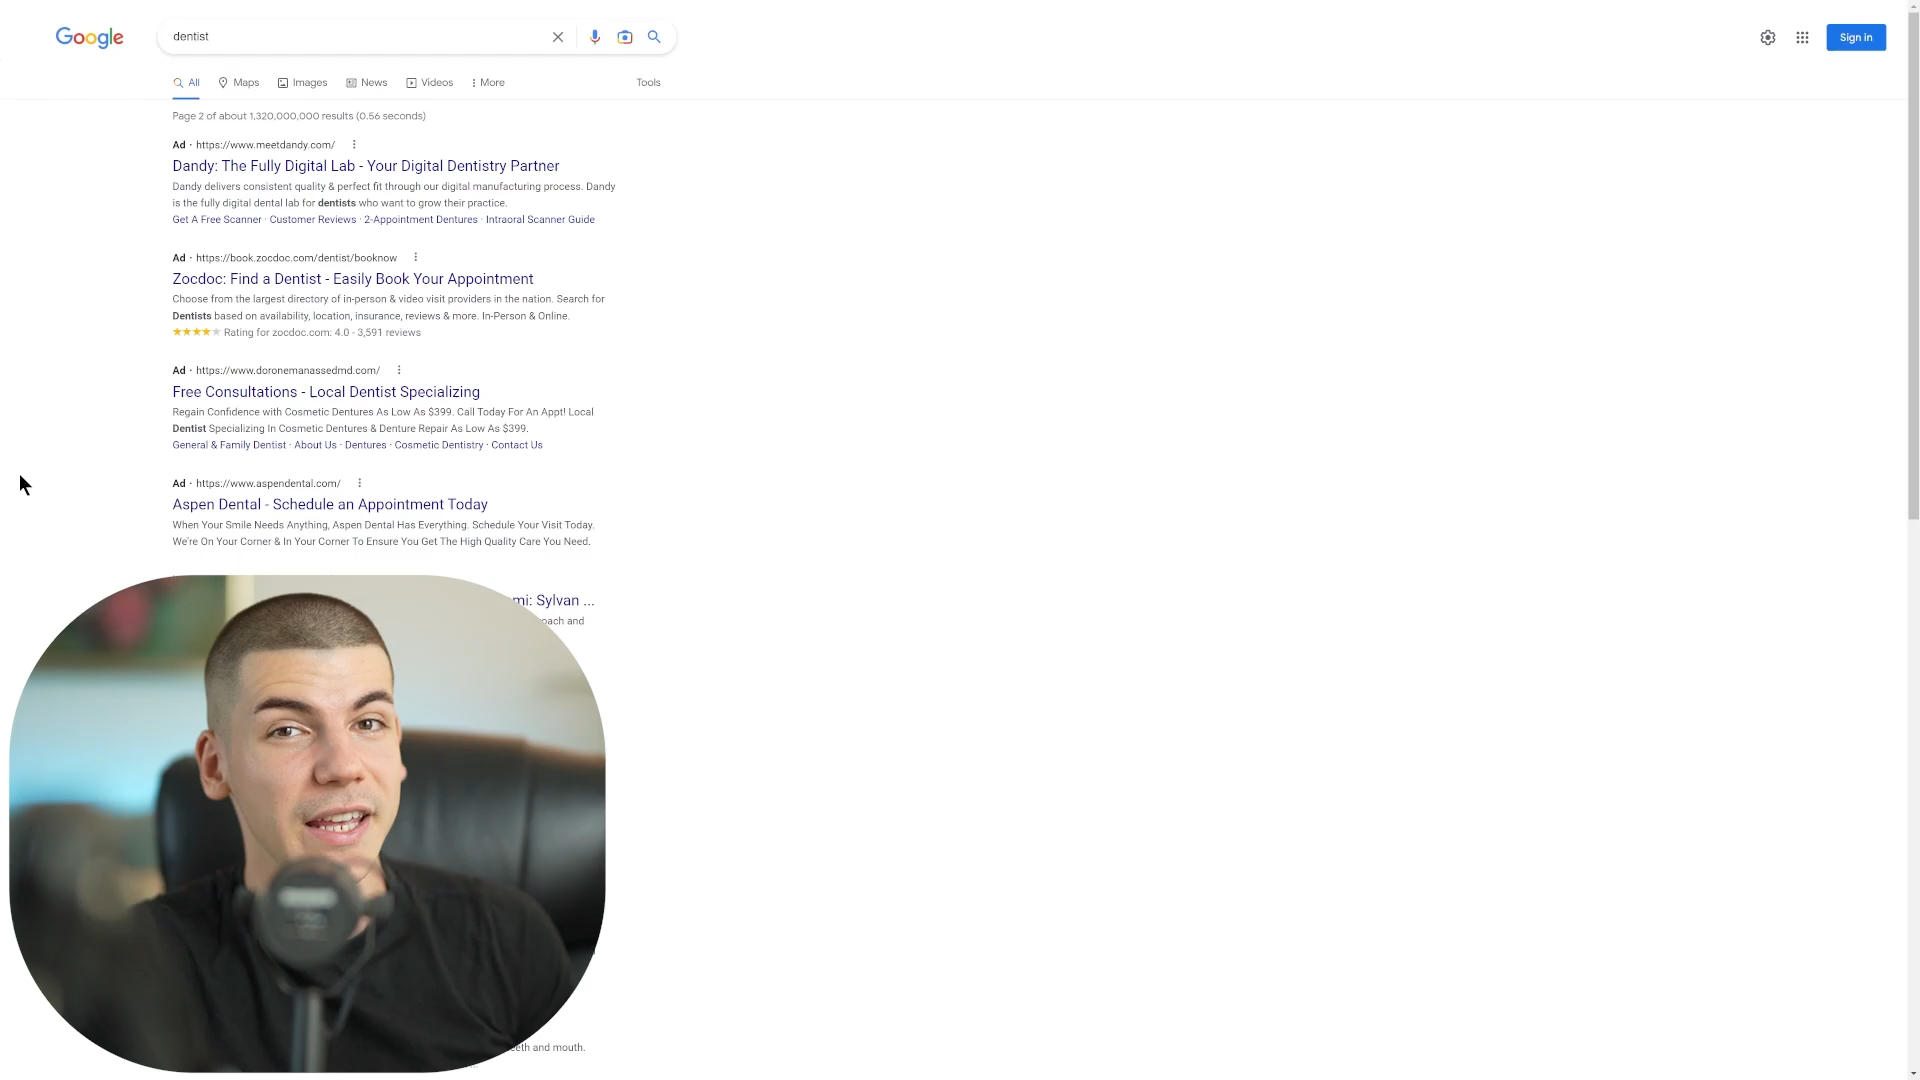 Google
dentist
Sign in
All Maps Images News Videos More Tools
Page 2 of about 1,320,000,000 results (0.56 seconds)
Ad · https://www.meetdandy.com/
Dandy: The Fully Digital Lab - Your Digital Dentistry Partner
Dandy delivers consistent quality & perfect fit through our digital manufacturing process. Dandy
is the fully digital dental lab for dentists who want to grow their practice.
Get A Free Scanner · Customer Reviews · 2-Appointment Dentures · Intraoral Scanner Guide
Ad · https://book.zocdoc.com/dentist/booknow
Zocdoc: Find a Dentist - Easily Book Your Appointment
Choose from the largest directory of in-person & video visit providers in the nation. Search for
Dentists based on availability, location, insurance, reviews & more. In-Person & Online.
Rating for zocdoc.com: 4.0 - 3,591 reviews
Ad · https://www.doronemanassedmd.com/
Free Consultations - Local Dentist Specializing
Regain Confidence with Cosmetic Dentures As Low As $399. Call Today For An Appt! Local
Dentist Specializing In Cosmetic Dentures & Denture Repair As Low As $399.
General & Family Dentist · About Us · Dentures · Cosmetic Dentistry · Contact Us
Ad · https://www.aspendental.com/
Aspen Dental - Schedule an Appointment Today
When Your Smile Needs Anything, Aspen Dental Has Everything. Schedule Your Visit Today.
We're On Your Corner & In Your Corner To Ensure You Get The High Quality Care You Need.
mi: Sylvan ...
and
and mouth.